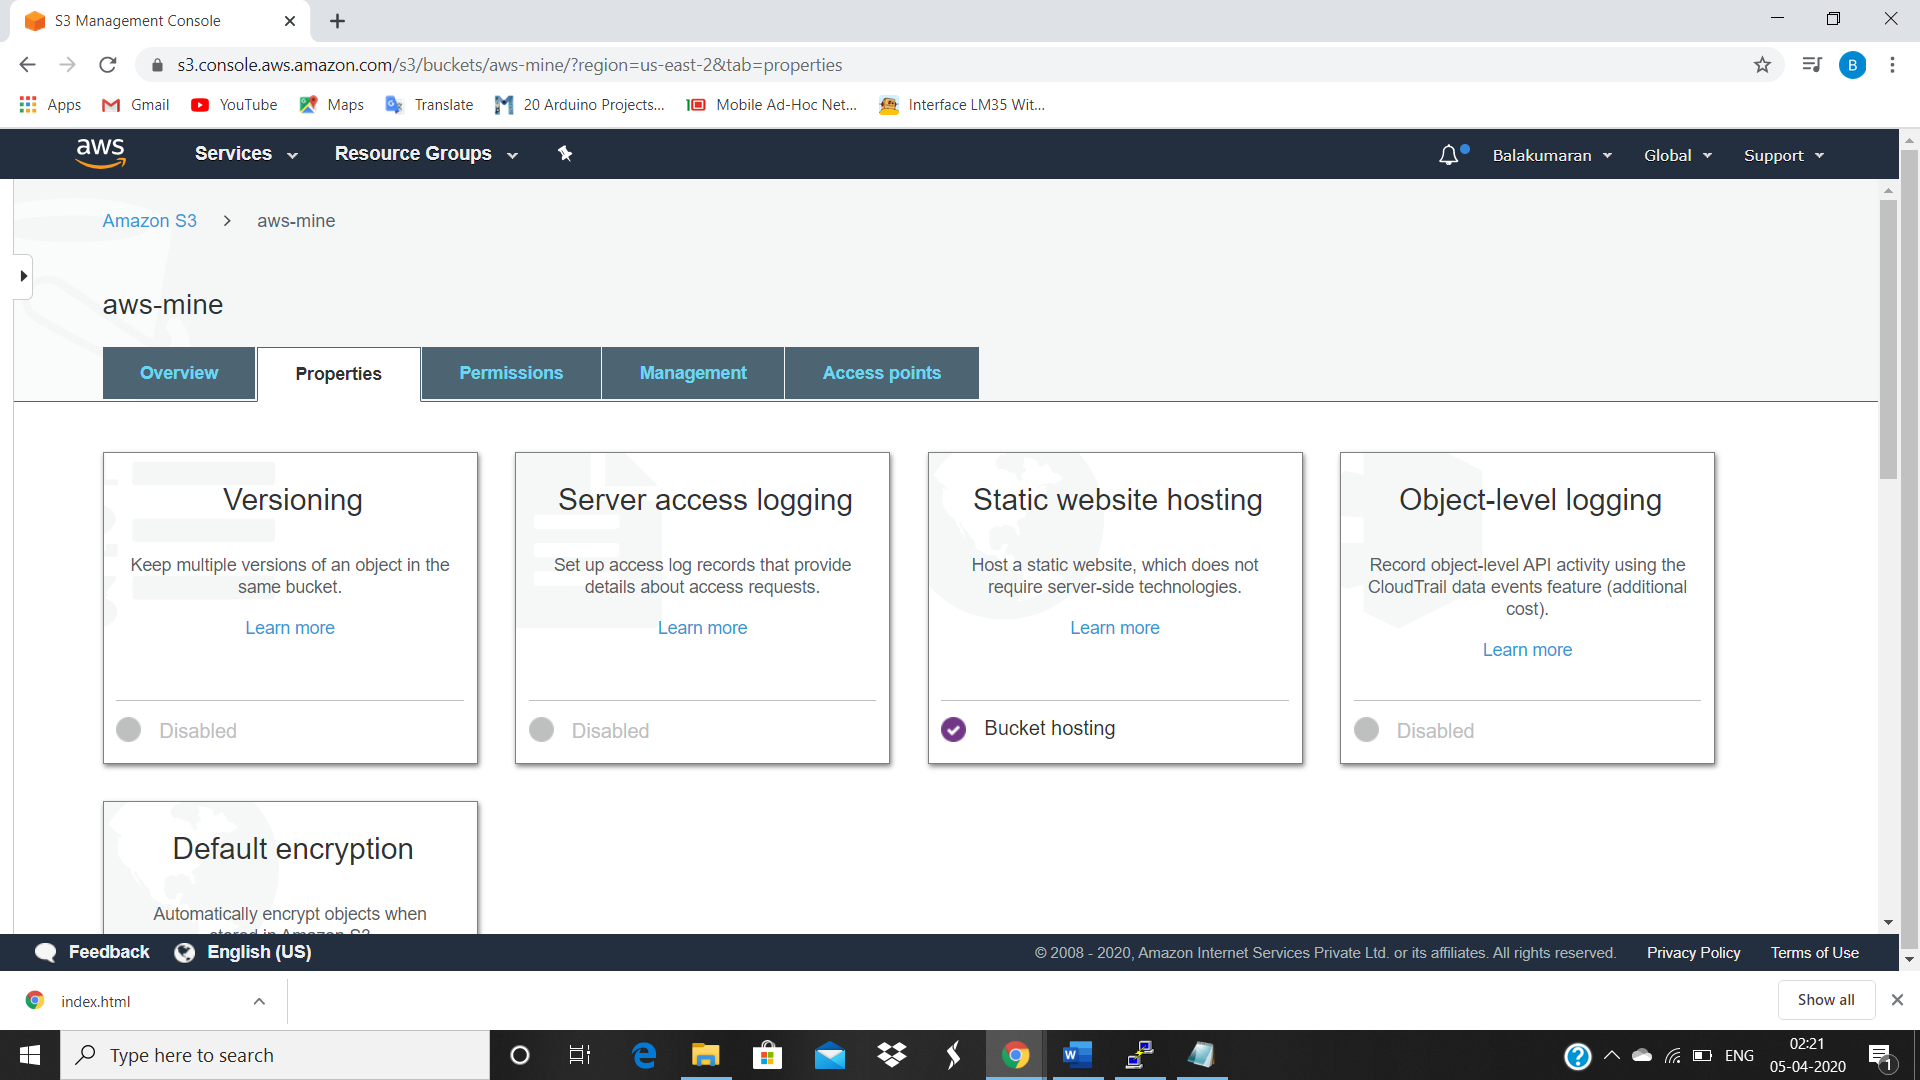 S3 Management Console
s3.console.aws.amazon.com/s3/buckets/aws-mine/?region=us-east-2&tab=properties
B
Apps Gmail YouTube Maps Translate 20 Arduino Projects... Mobile Ad-Hoc Net... Interface LM35 Wit...
aws Services Resource Groups Balakumaran Global Support
Amazon S3 > aws-mine
aws-mine
Overview Properties Permissions Management Access points
Versioning
Keep multiple versions of an object in the
same bucket.
Learn more
Disabled
Server access logging
Set up access log records that provide
details about access requests.
Learn more
Disabled
Static website hosting
Host a static website, which does not
require server-side technologies.
Learn more
Bucket hosting
Object-level logging
Record object-level API activity using the
CloudTrail data events feature (additional
cost).
Learn more
Disabled
Default encryption
Automatically encrypt objects when
stored in Amazon S3
Feedback English (US) © 2008 - 2020, Amazon Internet Services Private Ltd. or its affiliates. All rights reserved. Privacy Policy Terms of Use
index.html Show all
Type here to search ENG 02:21
05-04-2020
1